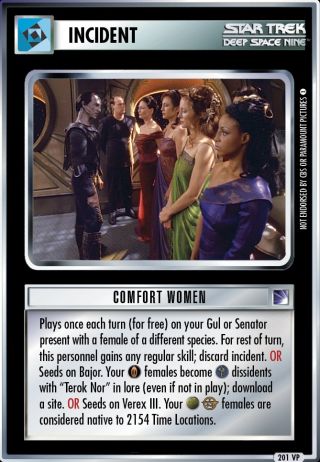 INCIDENT
STAR TREK
DEEP SPACE NINE
NOT ENDORSED BY CBS OR PARAMOUNT PICTURES
COMFORT WOMEN
Plays once each turn (for free) on your Gul or Senator
present with a female of a different species. For rest of turn,
this personnel gains any regular skill; discard incident. OR
Seeds on Bajor. Your females become dissidents
with "Terok Nor" in lore (even if not in play); download
a site. OR Seeds on Verex III. Your females are
considered native to 2154 Time Locations.
201 VP